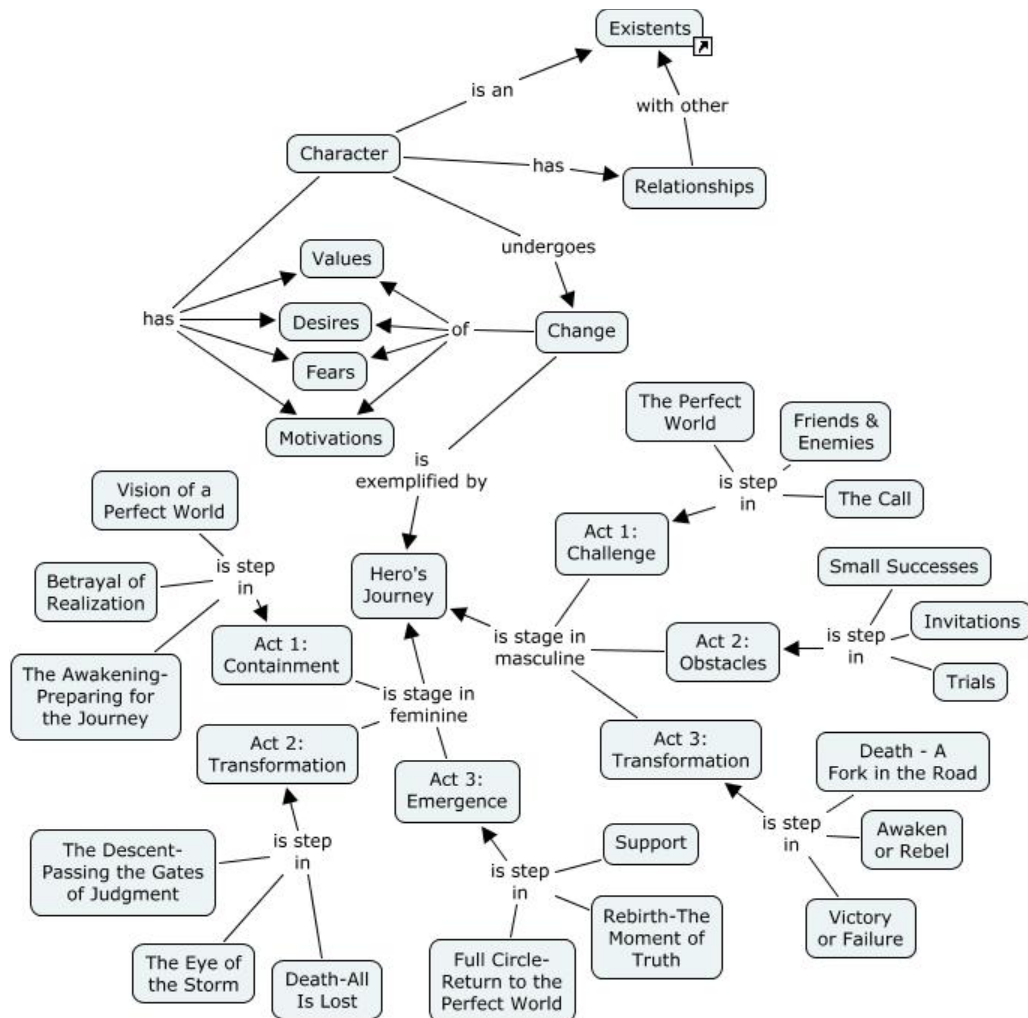 Existents
is an
with other
Character
has
Relationships
undergoes
Values
has
Desires
of
Change
Fears
Motivations
is
exemplified by
The Perfect
World
Friends &
Enemies
is step
in
The Call
Act 1:
Challenge
Vision of a
Perfect World
is step
in
Betrayal of
Realization
The Awakening-
Preparing for
the Journey
Act 1:
Containment
Hero's
Journey
is stage in
masculine
Small Successes
Invitations
is step
in
Trials
Act 2:
Obstacles
is stage in
feminine
Act 2:
Transformation
Act 3:
Emergence
Act 3:
Transformation
Death - A
Fork in the Road
is step
in
Awaken
or Rebel
Victory
or Failure
is step
in
The Descent-
Passing the Gates
of Judgment
The Eye of
the Storm
Death-All
Is Lost
Support
is step
in
Rebirth-The
Moment of
Truth
Full Circle-
Return to the
Perfect World